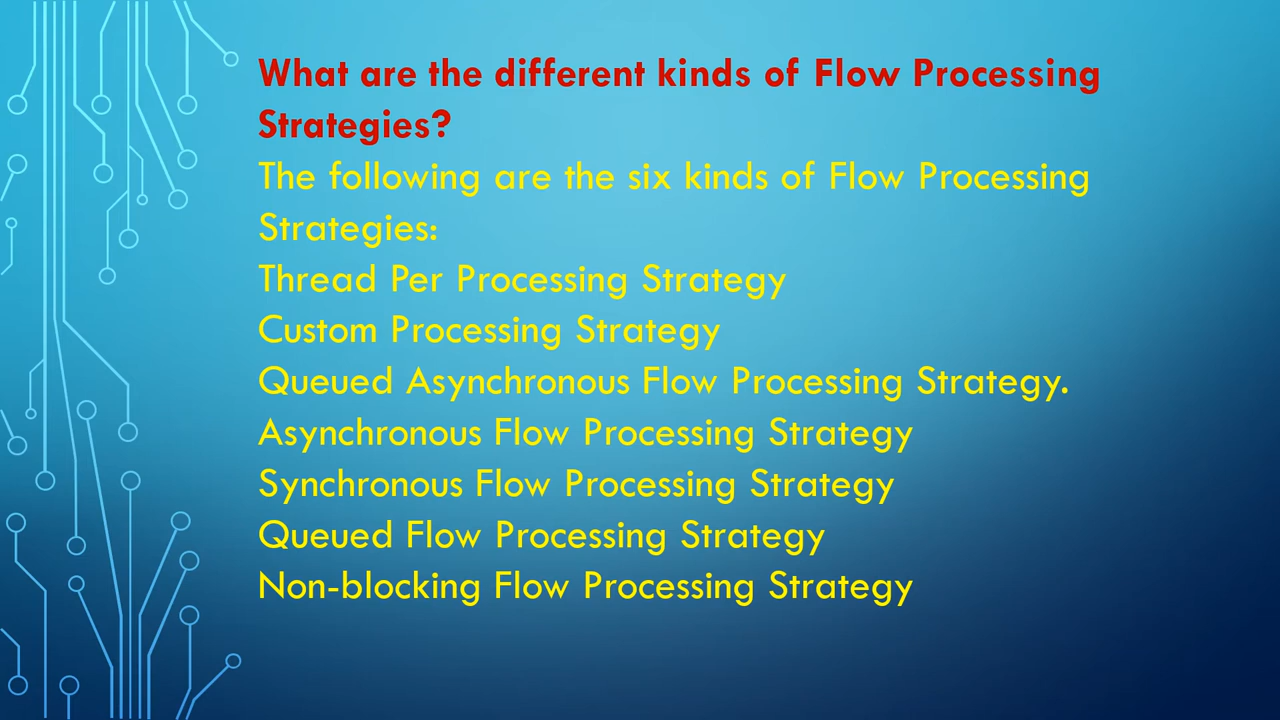 What are the different kinds of Flow Processing
Strategies?
The following are the six kinds of Flow Processing
Strategies:
Thread Per Processing Strategy
Custom Processing Strategy
Queued Asynchronous Flow Processing Strategy.
Asynchronous Flow Processing Strategy
Synchronous Flow Processing Strategy
Queued Flow Processing Strategy
Non-blocking Flow Processing Strategy